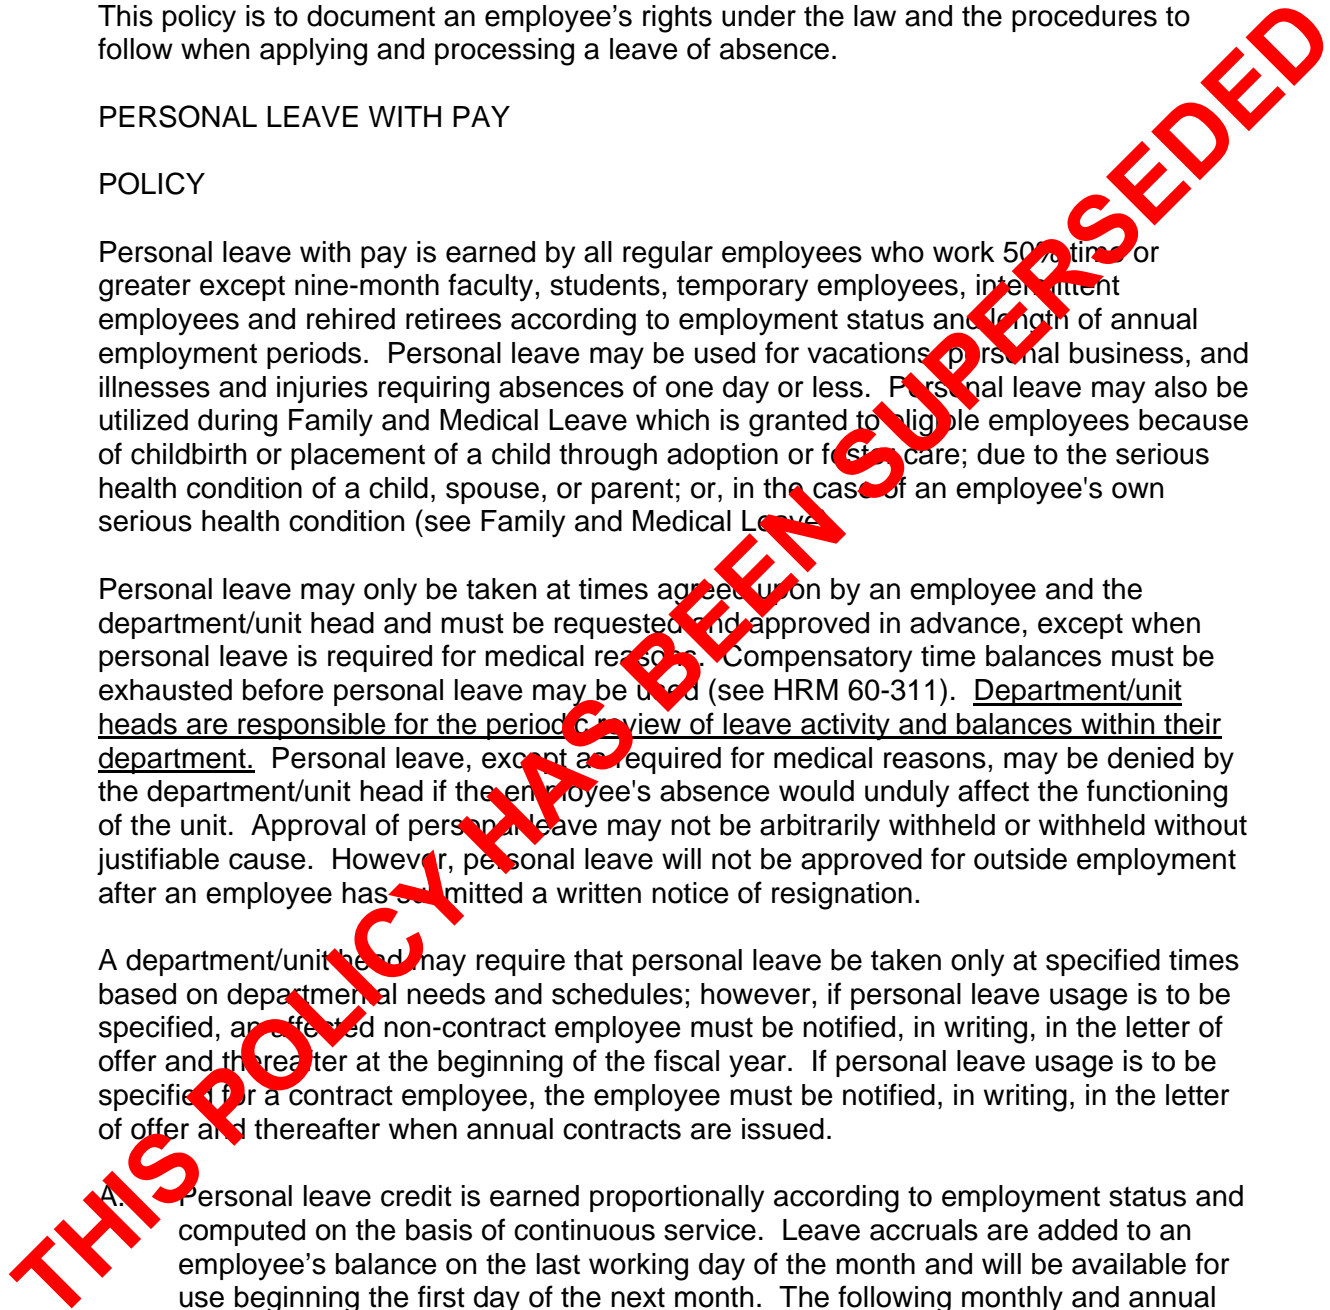 This policy is to document an employee’s rights under the law and the procedures to
follow when applying and processing a leave of absence.
PERSONAL LEAVE WITH PAY
POLICY
Personal leave with pay is earned by all regular employees who work 50% time or
greater except nine-month faculty, students, temporary employees, intermittent
employees and rehired retirees according to employment status and length of annual
employment periods.  Personal leave may be used for vacations, personal business, and
illnesses and injuries requiring absences of one day or less.  Personal leave may also be
utilized during Family and Medical Leave which is granted to eligible employees because
of childbirth or placement of a child through adoption or foster care; due to the serious
health condition of a child, spouse, or parent; or, in the case of an employee's own
serious health condition (see Family and Medical Leave)
Personal leave may only be taken at times agreed upon by an employee and the
department/unit head and must be requested and approved in advance, except when
personal leave is required for medical reasons.  Compensatory time balances must be
exhausted before personal leave may be used (see HRM 60-311).  Department/unit
heads are responsible for the periodic review of leave activity and balances within their
department.  Personal leave, except as required for medical reasons, may be denied by
the department/unit head if the employee's absence would unduly affect the functioning
of the unit.  Approval of personal leave may not be arbitrarily withheld or withheld without
justifiable cause.  However, personal leave will not be approved for outside employment
after an employee has submitted a written notice of resignation.
A department/unit head may require that personal leave be taken only at specified times
based on departmental needs and schedules; however, if personal leave usage is to be
specified, an affected non-contract employee must be notified, in writing, in the letter of
offer and thereafter at the beginning of the fiscal year.  If personal leave usage is to be
specified for a contract employee, the employee must be notified, in writing, in the letter
of offer and thereafter when annual contracts are issued.
A. Personal leave credit is earned proportionally according to employment status and
computed on the basis of continuous service.  Leave accruals are added to an
employee’s balance on the last working day of the month and will be available for
use beginning the first day of the next month.  The following monthly and annual
THIS POLICY HAS BEEN SUPERSEDED